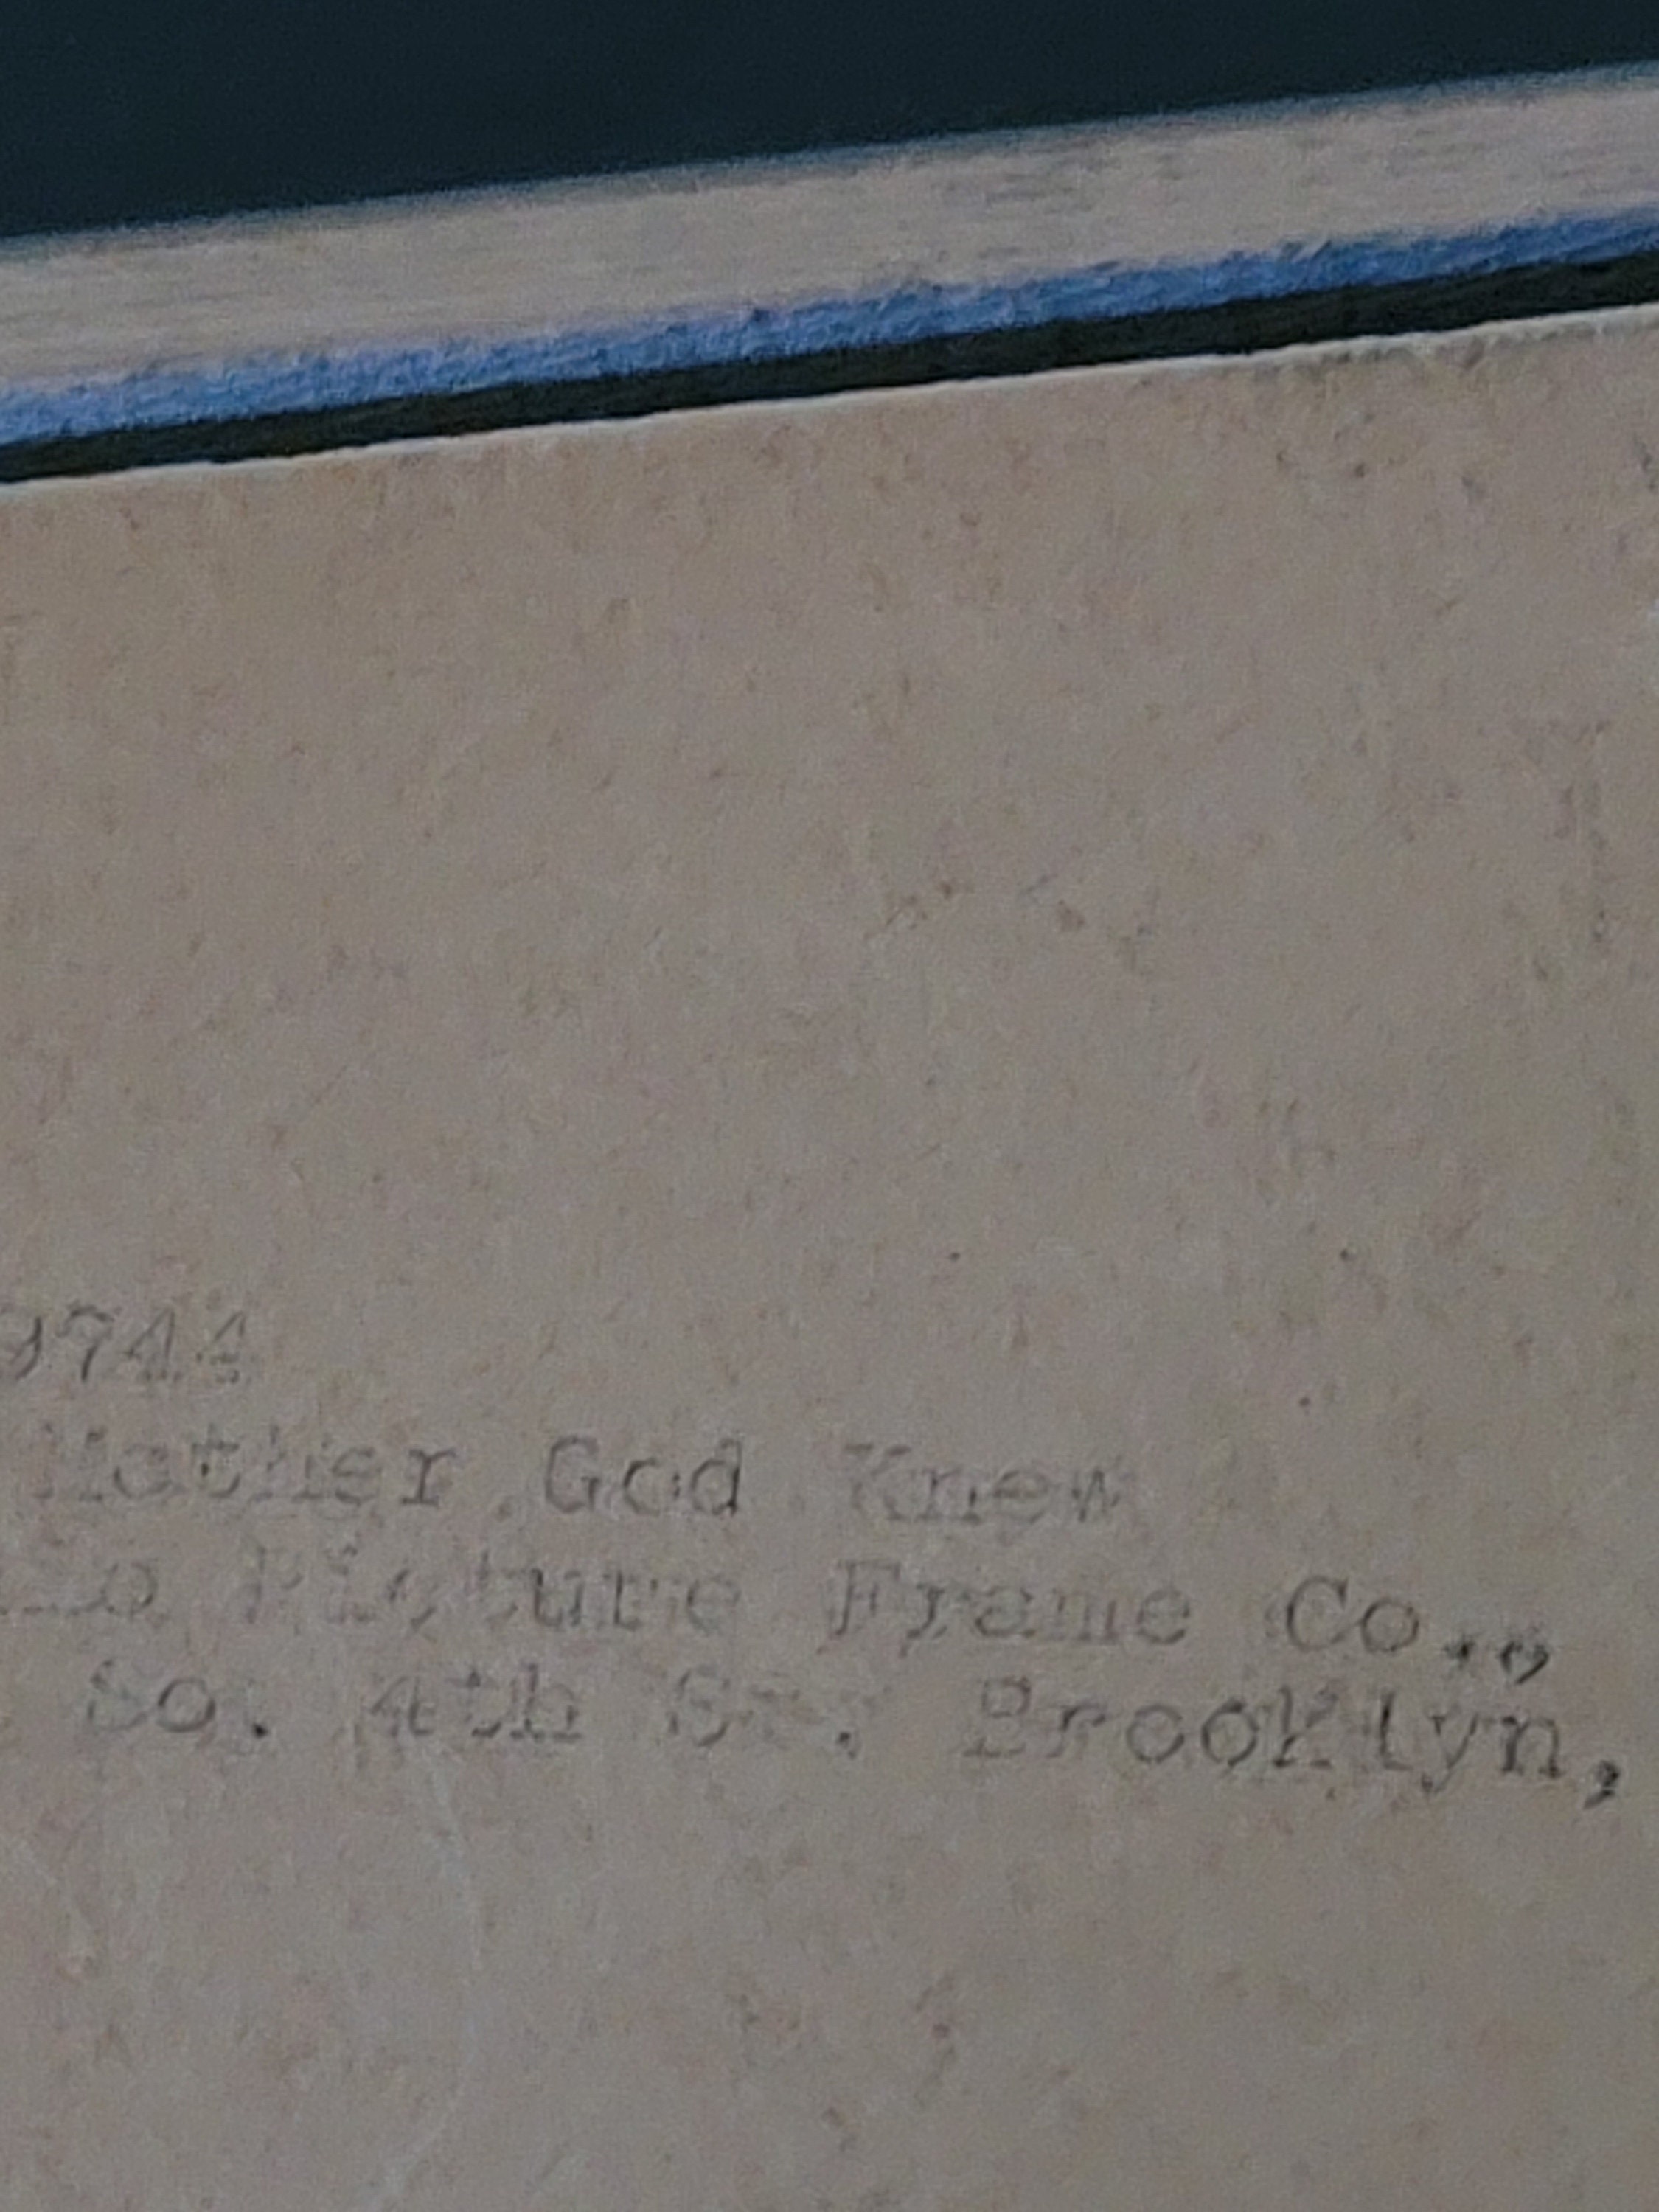 9744
Mother God Knew
Picture Frame Co.,
So. 4th St. Brooklyn,